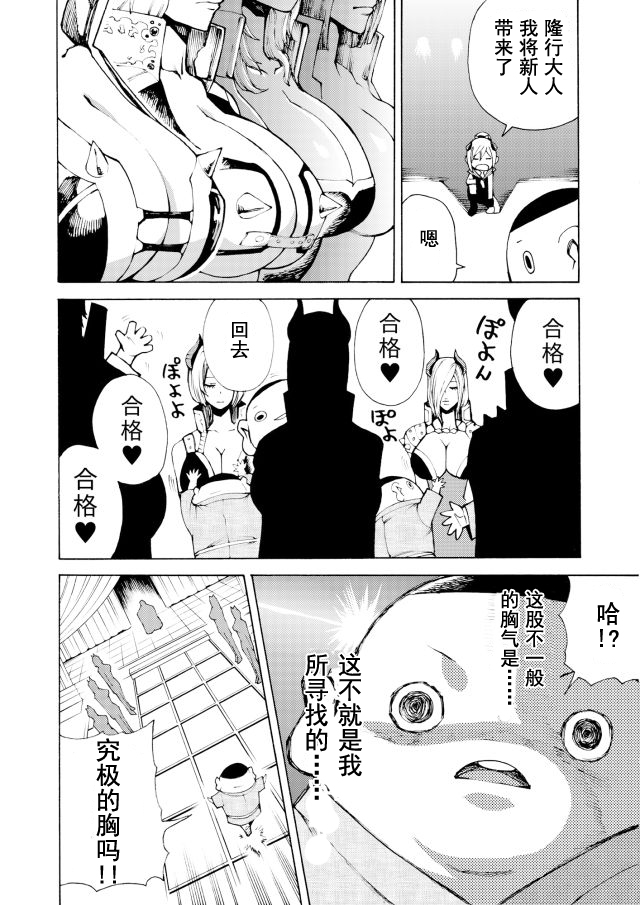 隆行大人
我将新人
带来了
嗯
合格♥
ぽよん
合格♥
ぽよ
回去
ぽよよ
合格♥
合格♥
哈!?
这股不一般
的胸气是……
这不就是我
所寻找的……
究极的胸吗!!